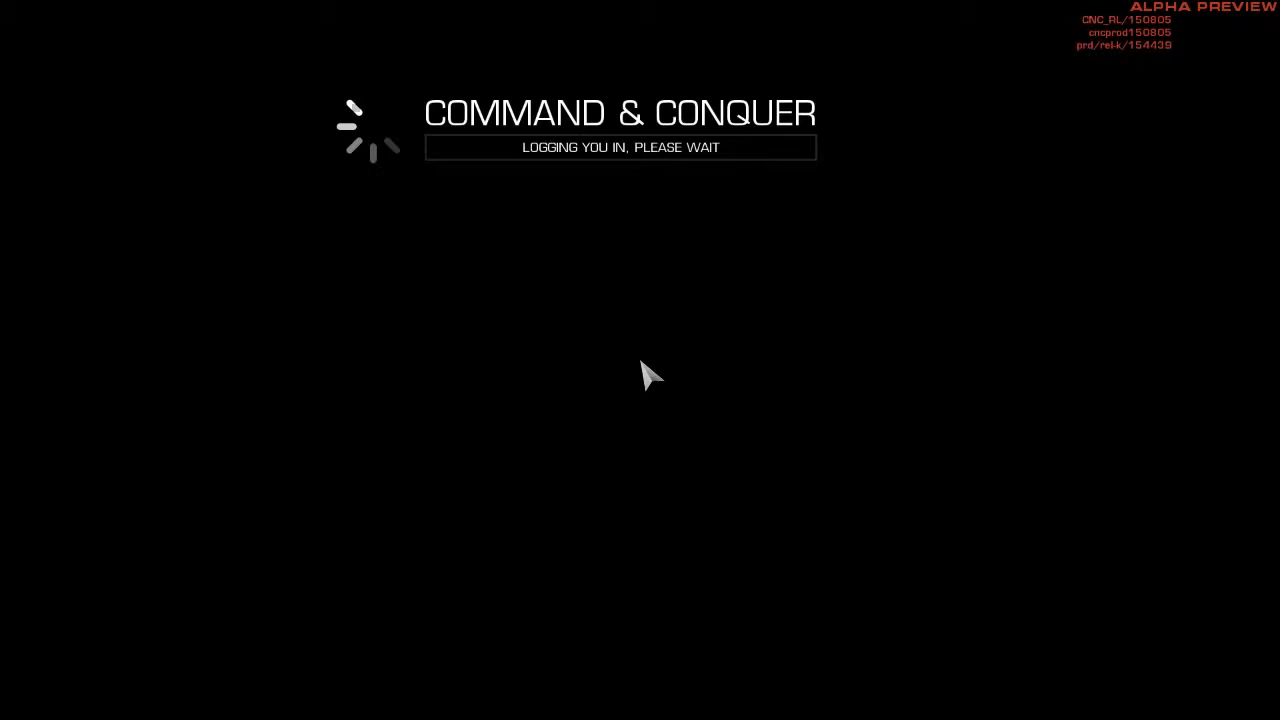 ALPHA PREVIEW
CNC_RL/150805
cncprod150805
prd/rel-k/154439
COMMAND & CONQUER
LOGGING YOU IN, PLEASE WAIT